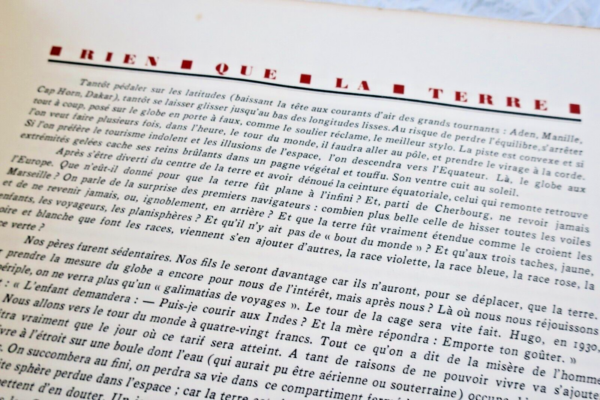 RIEN QUE LA TERRE
Tantôt pédaler sur les latitudes (baissant la tête aux courants d'air des grands tournants : Aden, Manille,
Cap Horn, Dakar), tantôt se laisser glisser jusqu'au bas des longitudes lisses. Au risque de perdre l'équilibre, s'arrêter
tout à coup, posé sur le globe en porte à faux, comme le soulier réclame, le meilleur stylo. La piste est convexe et si
l'on veut faire plusieurs fois, dans l'heure, le tour du monde, il faudra aller au pôle, et prendre le virage à la corde.
Si l'on préfère le tourisme indolent et les illusions de l'espace, l'on descendra vers l'Equateur. Là, le globe aux
extrémités gelées cache ses reins brûlants dans un pagne végétal et touffu. Son ventre cuit au soleil.
Après s'être diverti du centre de la terre et avoir dénoué la ceinture équatoriale, celui qui remonte retrouve
l'Europe. Que n'eût-il donné pour que la terre fût plane à l'infini ? Et, parti de Cherbourg, ne revoir jamais
Marseille ? On parle de la surprise des premiers navigateurs : combien plus belle celle de hisser toutes les voiles
et de ne revenir jamais, ou, ignoblement, en arrière ? Et que la terre fût vraiment étendue comme le croient les
enfants, les voyageurs, les planisphères ? Et qu'il n'y ait pas de « bout du monde » ? Et qu'aux trois taches, jaune,
oire et blanche que font les races, viennent s'en ajouter d'autres, la race violette, la race bleue, la race rose, la
ce verte ?
Nos pères furent sédentaires. Nos fils le seront davantage car ils n'auront, pour se déplacer, que la terre.
prendre la mesure du globe a encore pour nous de l'intérêt, mais après nous ? Là où nous nous réjouissons
ériple, on ne verra plus qu'un « galimatias de voyages ». Le tour de la cage sera vite fait. Hugo, en 1930,
: « L'enfant demandera : — Puis-je courir aux Indes ? Et la mère répondra : Emporte ton goûter. »
Nous allons vers le tour du monde à quatre-vingt francs. Tout ce qu'on a dit de la misère de l'homme
îtra vraiment que le jour où ce tarif sera atteint. A tant de raisons de ne pouvoir vivre va s'ajouter
vre à l'étroit sur une boule dont l'eau (qui aurait pu être aérienne ou souterraine) occupe
. On succombera au fini, on perdra sa vie dans ce compartiment
te sphère perdue dans l'espace ; car la terre est
ettent d'en douter. Un